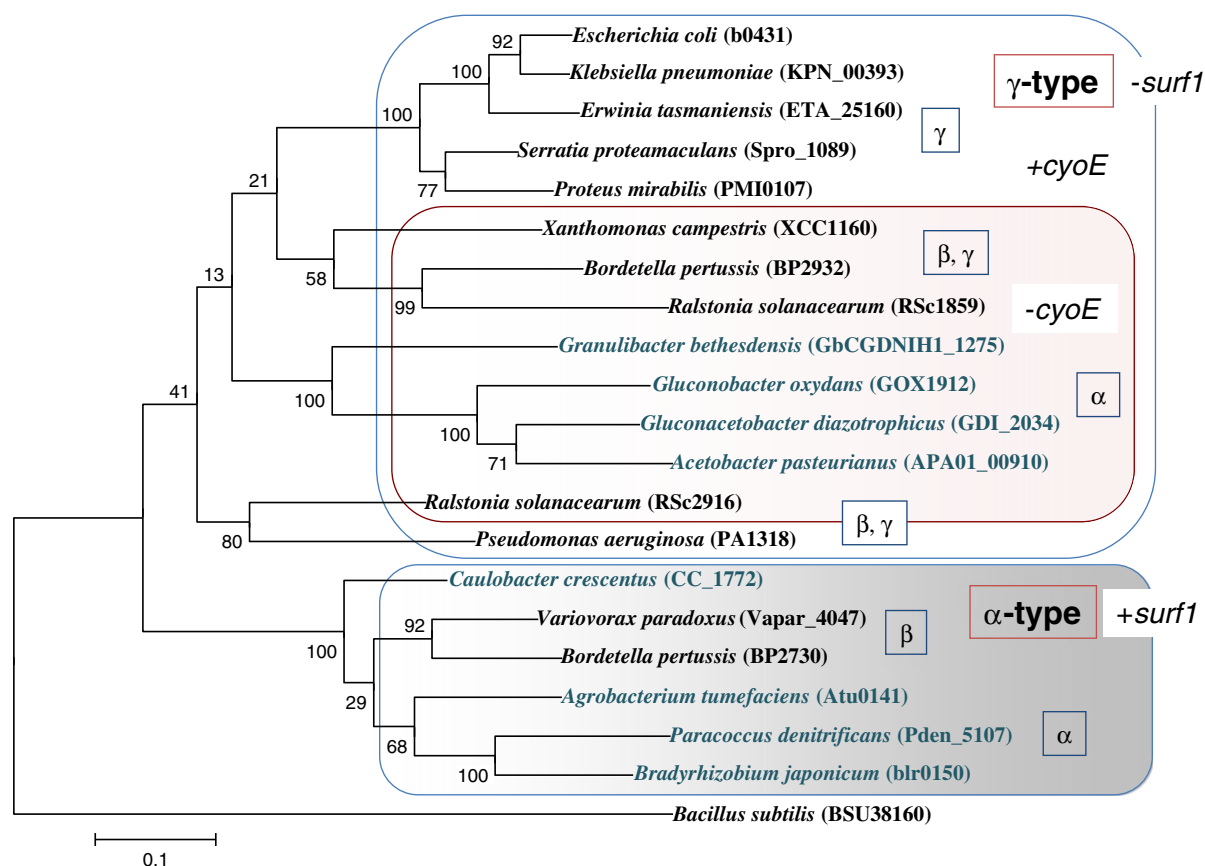 92
Escherichia coli (b0431)
γ-type
-surf1
100
Klebsiella pneumoniae (KPN_00393)
100
Erwinia tasmaniensis (ETA_25160)
γ
Serratia proteamaculans (Spro_1089)
+cyoE
21
77
Proteus mirabilis (PMI0107)
Xanthomonas campestris (XCC1160)
β, γ
13
58
Bordetella pertussis (BP2932)
99
Ralstonia solanacearum (RSc1859)
-cyoE
Granulibacter bethesdensis (GbCGDNIH1_1275)
41
100
Gluconobacter oxydans (GOX1912)
α
100
Gluconacetobacter diazotrophicus (GDI_2034)
71
Acetobacter pasteurianus (APA01_00910)
Ralstonia solanacearum (RSc2916)
β, γ
80
Pseudomonas aeruginosa (PA1318)
Caulobacter crescentus (CC_1772)
α-type
+surf1
92
Variovorax paradoxus (Vapar_4047)
β
100
Bordetella pertussis (BP2730)
29
Agrobacterium tumefaciens (Atu0141)
68
Paracoccus denitrificans (Pden_5107)
α
100
Bradyrhizobium japonicum (blr0150)
Bacillus subtilis (BSU38160)
0.1